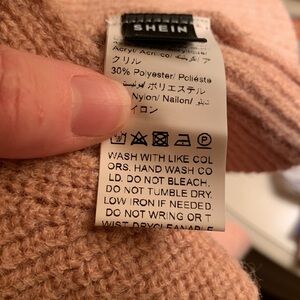 SHEIN
Acryl/
クリル
30% Polyester/ Poliéste
ポリエステル
Nylon/ Nailon/
イロン
P
WASH WITH LIKE COL
ORS. HAND WASH CO
LD. DO NOT BLEACH.
DO NOT TUMBLE DRY.
LOW IRON IF NEEDED.
DO NOT WRING OR T
WIST.DRYCLEANABLE